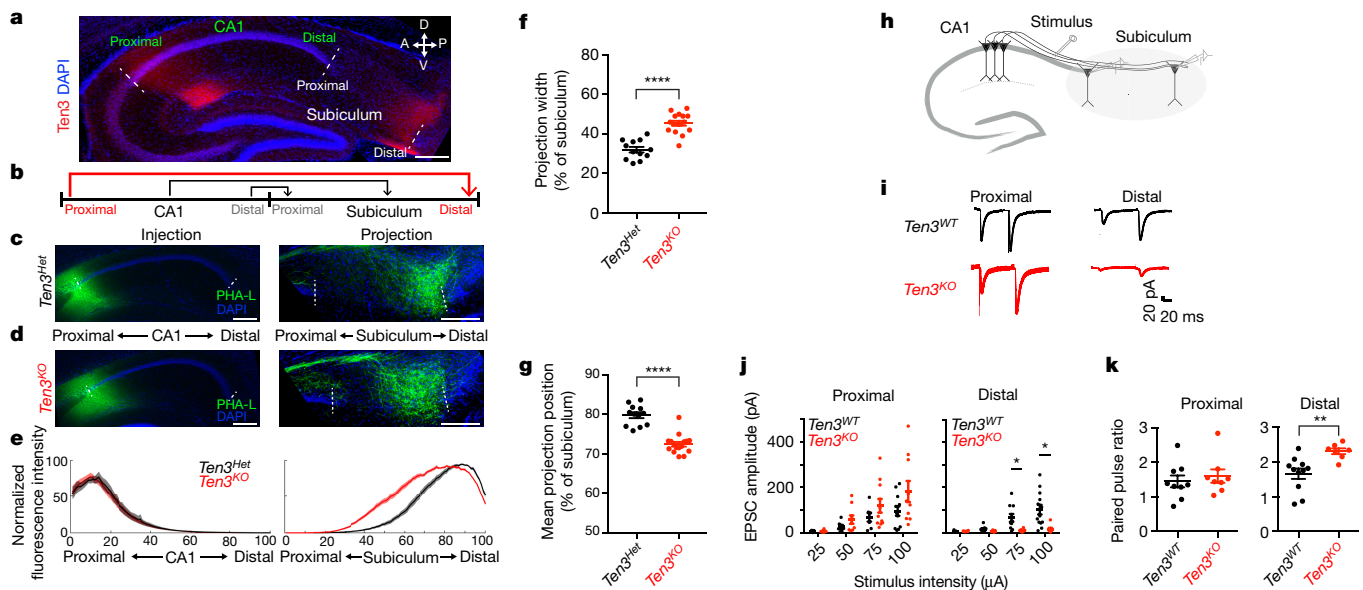 a
CA1
Proximal
Distal
D
A P
V
Proximal
Subiculum
Distal
Ten3 DAPI
b
Proximal CA1 Distal Proximal Subiculum Distal
Injection Projection
c
Ten3Het
PHA-L
DAPI
Proximal CA1 Distal Proximal Subiculum Distal
d
Ten3KO
PHA-L
DAPI
e
Normalized
fluorescence intensity
100
50
0
Ten3Het
Ten3KO
0 20 40 60 80 100 0 20 40 60 80 100
Proximal CA1 Distal Proximal Subiculum Distal
f
Projection width
(% of subiculum)
80
60
40
20
0
****
Ten3Het Ten3KO
g
Mean projection position
(% of subiculum)
90
80
70
60
50
****
Ten3Het Ten3KO
h
CA1 Stimulus
Subiculum
i
Proximal Distal
Ten3WT
Ten3KO
20 pA
20 ms
j
Proximal Distal
EPSC amplitude (pA)
400
200
0
Ten3WT
Ten3KO
Ten3WT
Ten3KO
* *
25 50 75 100 25 50 75 100
Stimulus intensity (µA)
k
Proximal Distal
Paired pulse ratio
3
2
1
0
3
2
1
0
**
Ten3WT Ten3KO Ten3WT Ten3KO